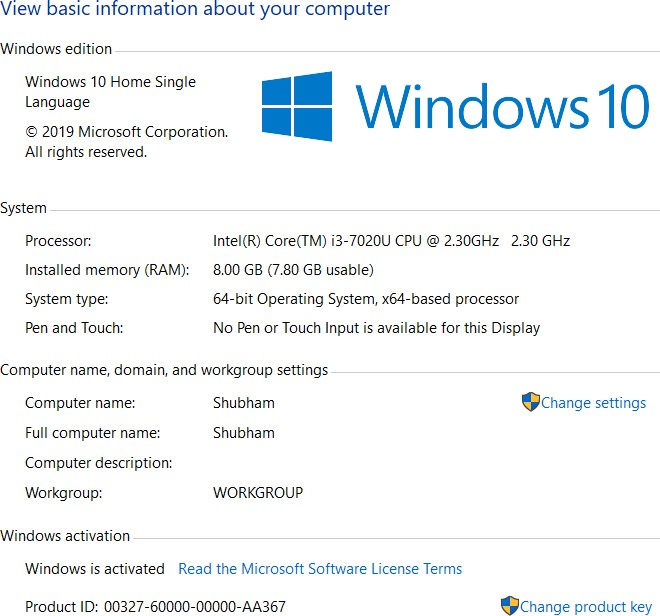 View basic information about your computer
Windows edition
Windows 10 Home Single
Language
© 2019 Microsoft Corporation.
All rights reserved.
Windows 10
System
Processor: Intel(R) Core(TM) i3-7020U CPU @ 2.30GHz 2.30 GHz
Installed memory (RAM): 8.00 GB (7.80 GB usable)
System type: 64-bit Operating System, x64-based processor
Pen and Touch: No Pen or Touch Input is available for this Display
Computer name, domain, and workgroup settings
Computer name: Shubham Change settings
Full computer name: Shubham
Computer description:
Workgroup: WORKGROUP
Windows activation
Windows is activated Read the Microsoft Software License Terms
Product ID: 00327-60000-00000-AA367 Change product key